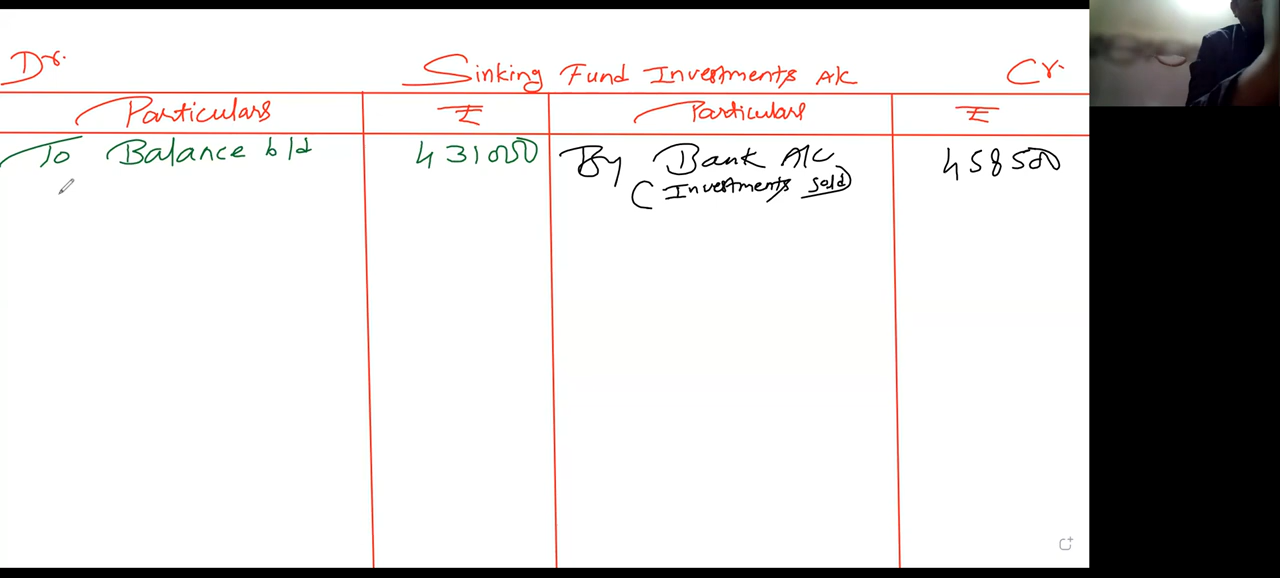 Dr. Sinking Fund Investments A/c Cr.
Particulars ₹ Particulars ₹
To Balance b/d 431000 By Bank A/c 458500
(Investments sold)